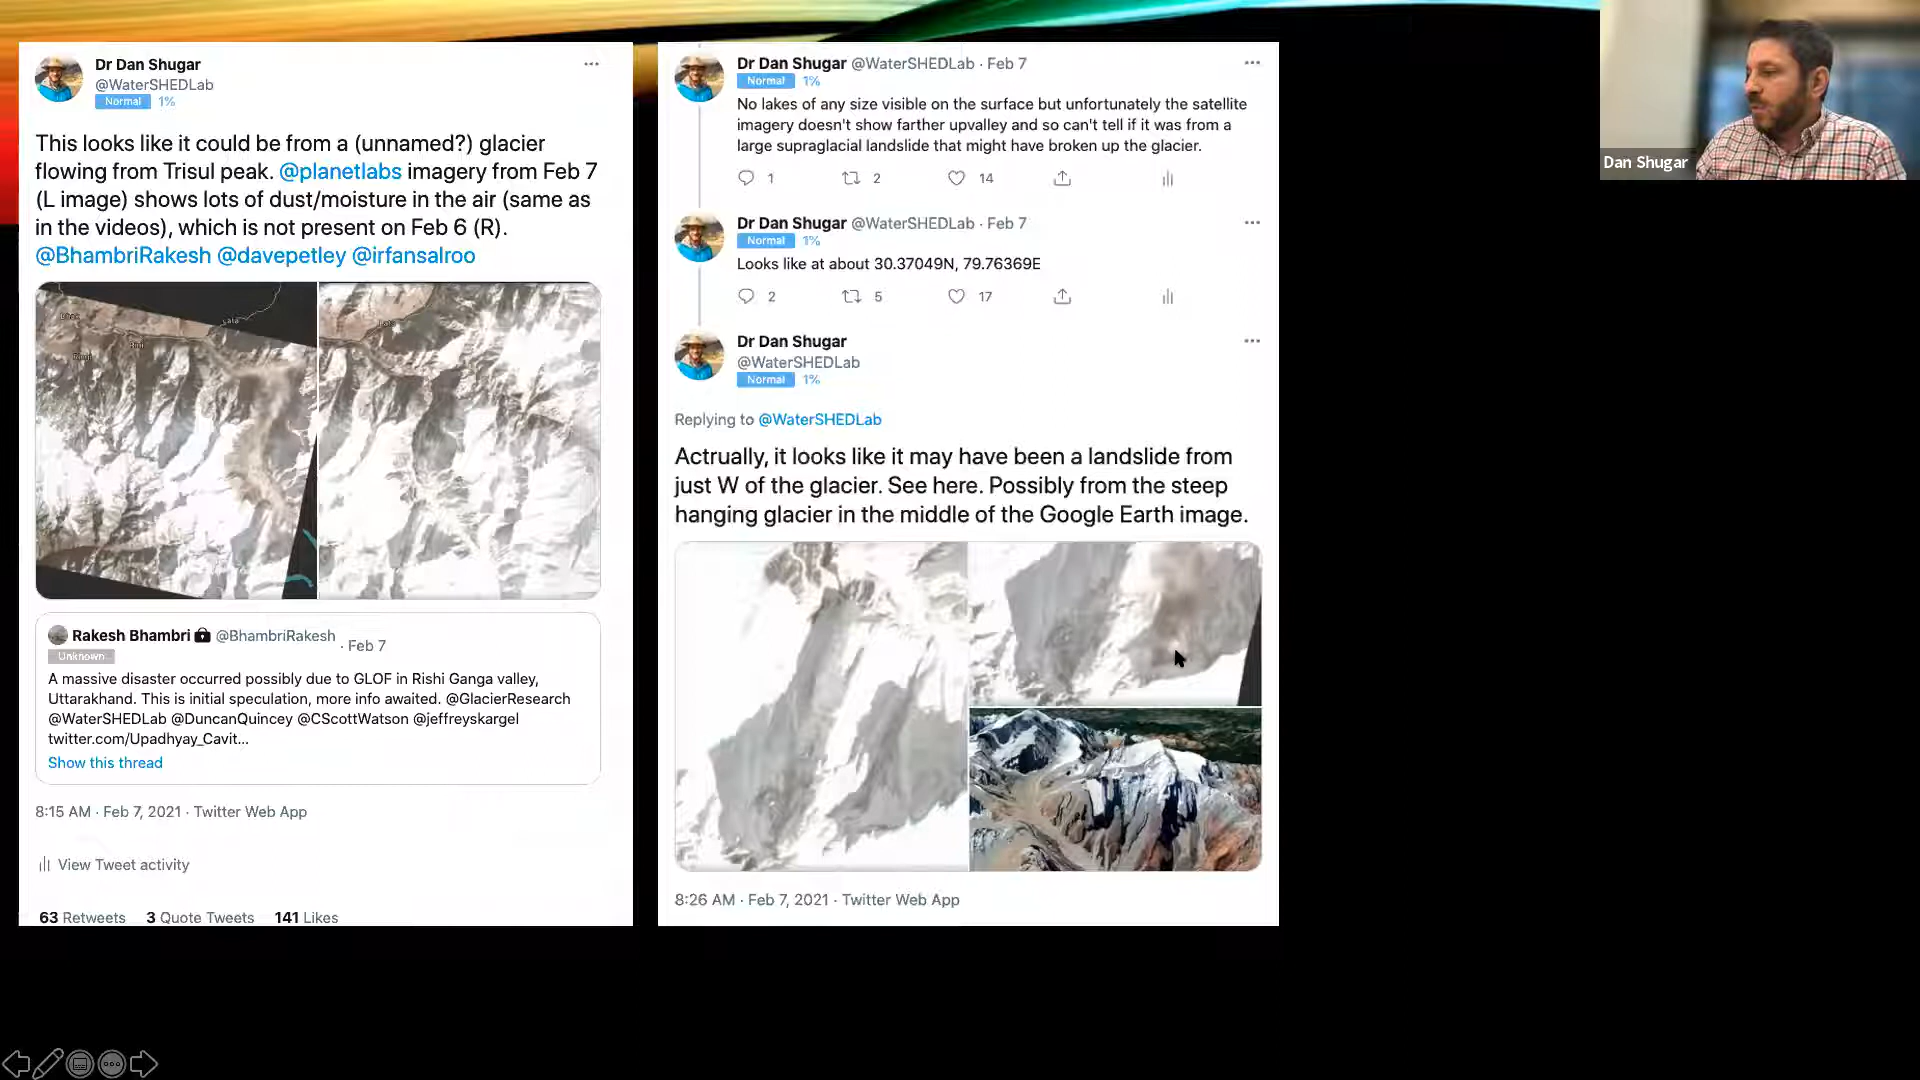 Dr Dan Shugar
@WaterSHEDLab
Normal 1%
This looks like it could be from a (unnamed?) glacier
flowing from Trisul peak. @planetlabs imagery from Feb 7
(L image) shows lots of dust/moisture in the air (same as
in the videos), which is not present on Feb 6 (R).
@BhambriRakesh @davepetley @irfansalroo
Lata
Rini
Rakesh Bhambri @BhambriRakesh · Feb 7
Unknown
A massive disaster occurred possibly due to GLOF in Rishi Ganga valley,
Uttarakhand. This is initial speculation, more info awaited. @GlacierResearch
@WaterSHEDLab @DuncanQuincey @CScottWatson @jeffreyskargel
twitter.com/Upadhyay_Cavit...
Show this thread
8:15 AM · Feb 7, 2021 · Twitter Web App
View Tweet activity
63 Retweets 3 Quote Tweets 141 Likes
Dr Dan Shugar @WaterSHEDLab · Feb 7
Normal 1%
No lakes of any size visible on the surface but unfortunately the satellite
imagery doesn't show farther upvalley and so can't tell if it was from a
large supraglacial landslide that might have broken up the glacier.
1 2 14
Dr Dan Shugar @WaterSHEDLab · Feb 7
Normal 1%
Looks like at about 30.37049N, 79.76369E
2 5 17
Dr Dan Shugar
@WaterSHEDLab
Normal 1%
Replying to @WaterSHEDLab
Actrually, it looks like it may have been a landslide from
just W of the glacier. See here. Possibly from the steep
hanging glacier in the middle of the Google Earth image.
8:26 AM · Feb 7, 2021 · Twitter Web App
Dan Shugar